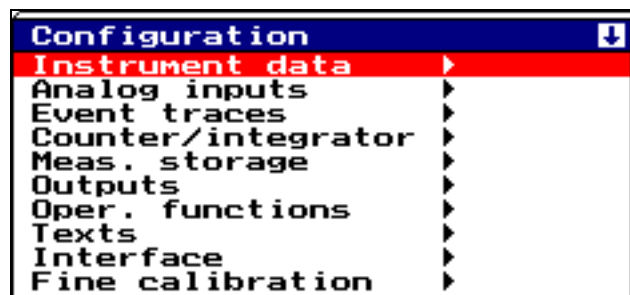 Configuration
Instrument data
Analog inputs
Event traces
Counter/integrator
Meas. storage
Outputs
Oper. functions
Texts
Interface
Fine calibration